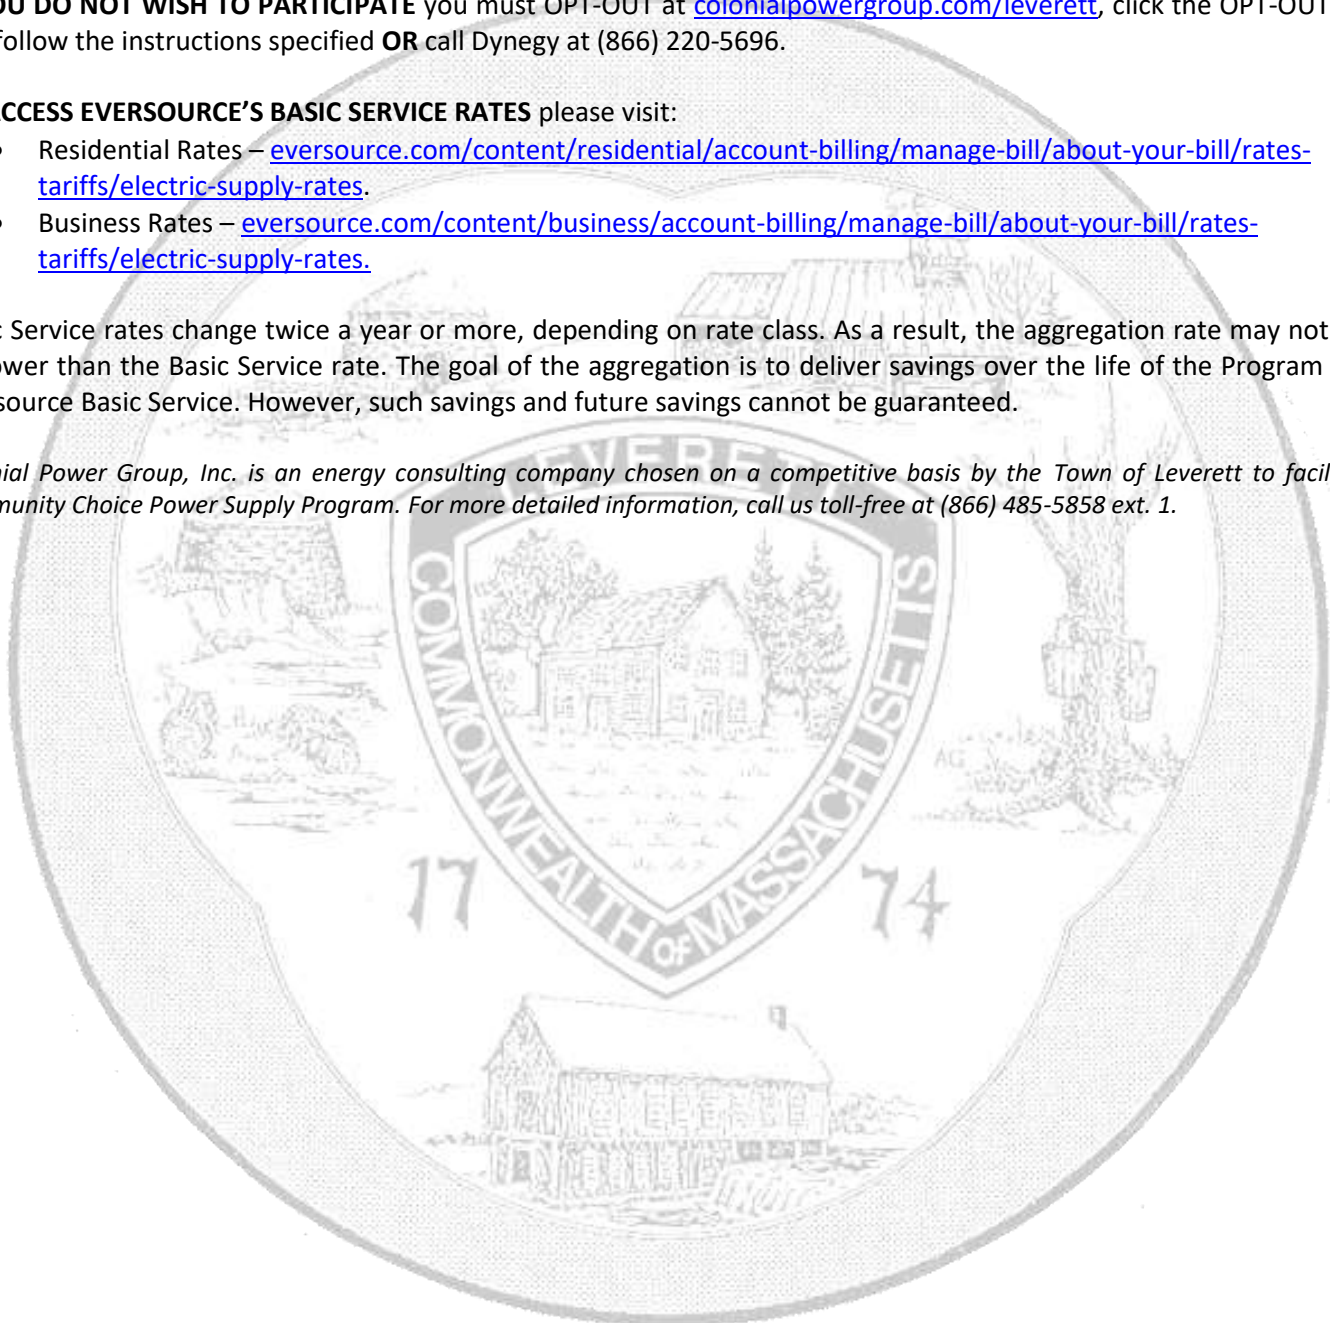 OU DO NOT WISH TO PARTICIPATE you must OPT-OUT at colonialpowergroup.com/leverett, click the OPT-OUT
follow the instructions specified OR call Dynegy at (866) 220-5696.
CCESS EVERSOURCE’S BASIC SERVICE RATES please visit:
• Residential Rates – eversource.com/content/residential/account-billing/manage-bill/about-your-bill/rates-
tariffs/electric-supply-rates.
• Business Rates – eversource.com/content/business/account-billing/manage-bill/about-your-bill/rates-
tariffs/electric-supply-rates.
c Service rates change twice a year or more, depending on rate class. As a result, the aggregation rate may not
ower than the Basic Service rate. The goal of the aggregation is to deliver savings over the life of the Program
source Basic Service. However, such savings and future savings cannot be guaranteed.
nial Power Group, Inc. is an energy consulting company chosen on a competitive basis by the Town of Leverett to facil
munity Choice Power Supply Program. For more detailed information, call us toll-free at (866) 485-5858 ext. 1.
LEVERETT
COMMONWEALTH OF MASSACHUSETTS
AG
17 74